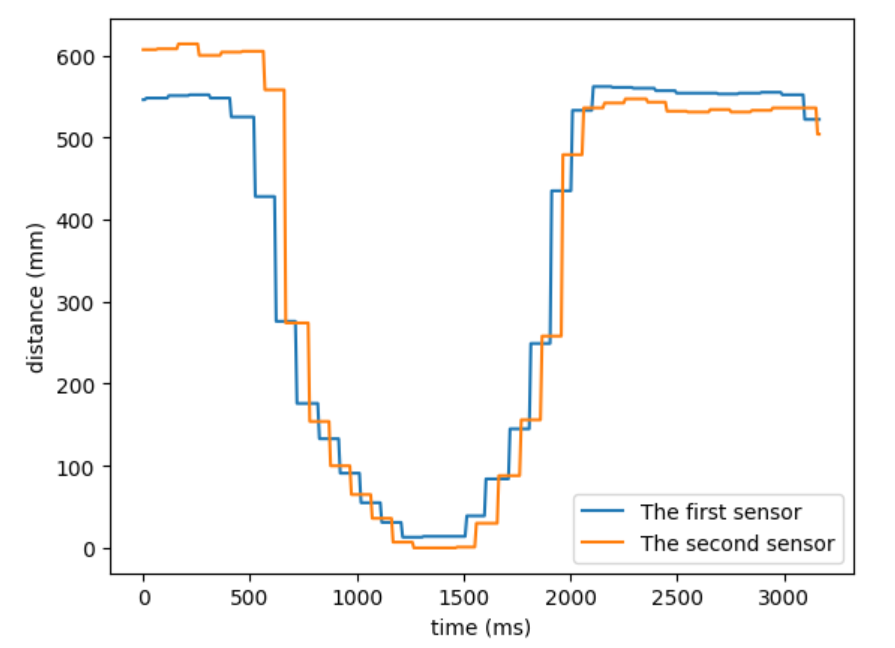 600
500
400
300
200
100
0
distance (mm)
0 500 1000 1500 2000 2500 3000
time (ms)
The first sensor
The second sensor